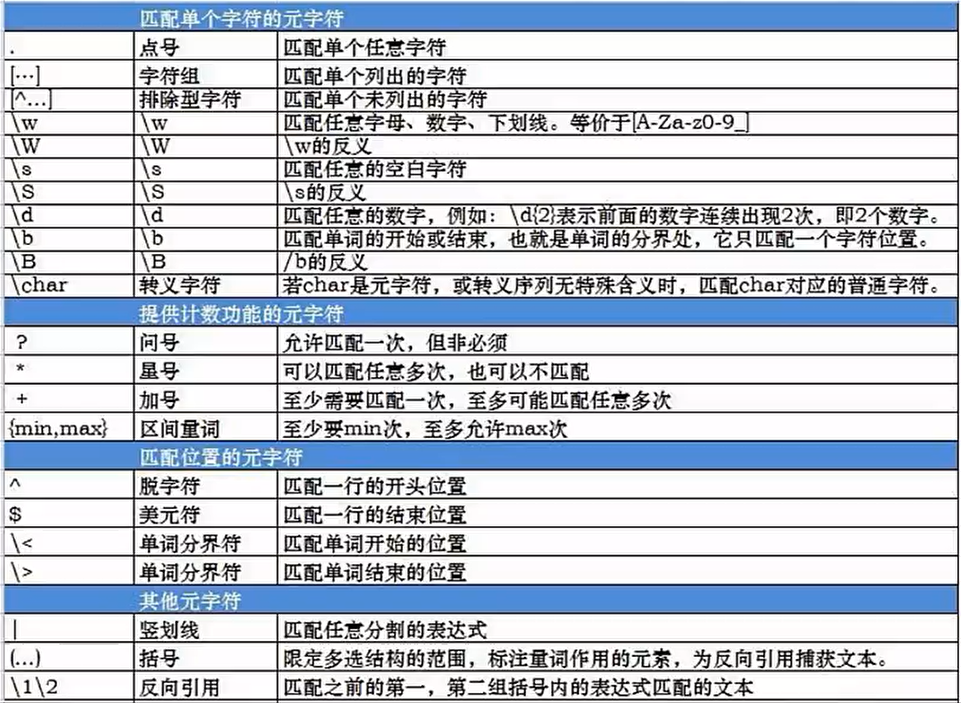 匹配单个字符的元字符
. 点号 匹配单个任意字符
[…] 字符组 匹配单个列出的字符
[^…] 排除型字符 匹配单个未列出的字符
\w \w 匹配任意字母、数字、下划线。等价于[A-Za-z0-9_]
\W \W \w的反义
\s \s 匹配任意的空白字符
\S \S \s的反义
\d \d 匹配任意的数字，例如：\d{2}表示前面的数字连续出现2次，即2个数字。
\b \b 匹配单词的开始或结束，也就是单词的分界处，它只匹配一个字符位置。
\B \B /b的反义
\char 转义字符 若char是元字符，或转义序列无特殊含义时，匹配char对应的普通字符。
提供计数功能的元字符
? 问号 允许匹配一次，但非必须
* 星号 可以匹配任意多次，也可以不匹配
+ 加号 至少需要匹配一次，至多可能匹配任意多次
{min,max} 区间量词 至少要min次，至多允许max次
匹配位置的元字符
^ 脱字符 匹配一行的开头位置
$ 美元符 匹配一行的结束位置
\< 单词分界符 匹配单词开始的位置
\> 单词分界符 匹配单词结束的位置
其他元字符
| 竖划线 匹配任意分割的表达式
(…) 括号 限定多选结构的范围，标注量词作用的元素，为反向引用捕获文本。
\1\2 反向引用 匹配之前的第一，第二组括号内的表达式匹配的文本